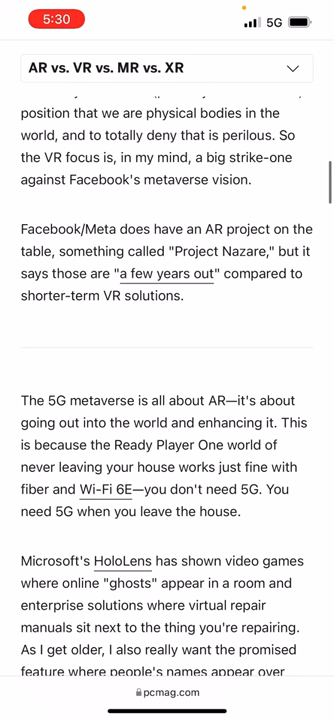 5:30
5G
AR vs. VR vs. MR vs. XR
position that we are physical bodies in the
world, and to totally deny that is perilous. So
the VR focus is, in my mind, a big strike-one
against Facebook's metaverse vision.
Facebook/Meta does have an AR project on the
table, something called "Project Nazare," but it
says those are "a few years out" compared to
shorter-term VR solutions.
The 5G metaverse is all about AR—it's about
going out into the world and enhancing it. This
is because the Ready Player One world of
never leaving your house works just fine with
fiber and Wi-Fi 6E—you don't need 5G. You
need 5G when you leave the house.
Microsoft's HoloLens has shown video games
where online "ghosts" appear in a room and
enterprise solutions where virtual repair
manuals sit next to the thing you're repairing.
As I get older, I also really want the promised
feature where people's names appear over
pcmag.com